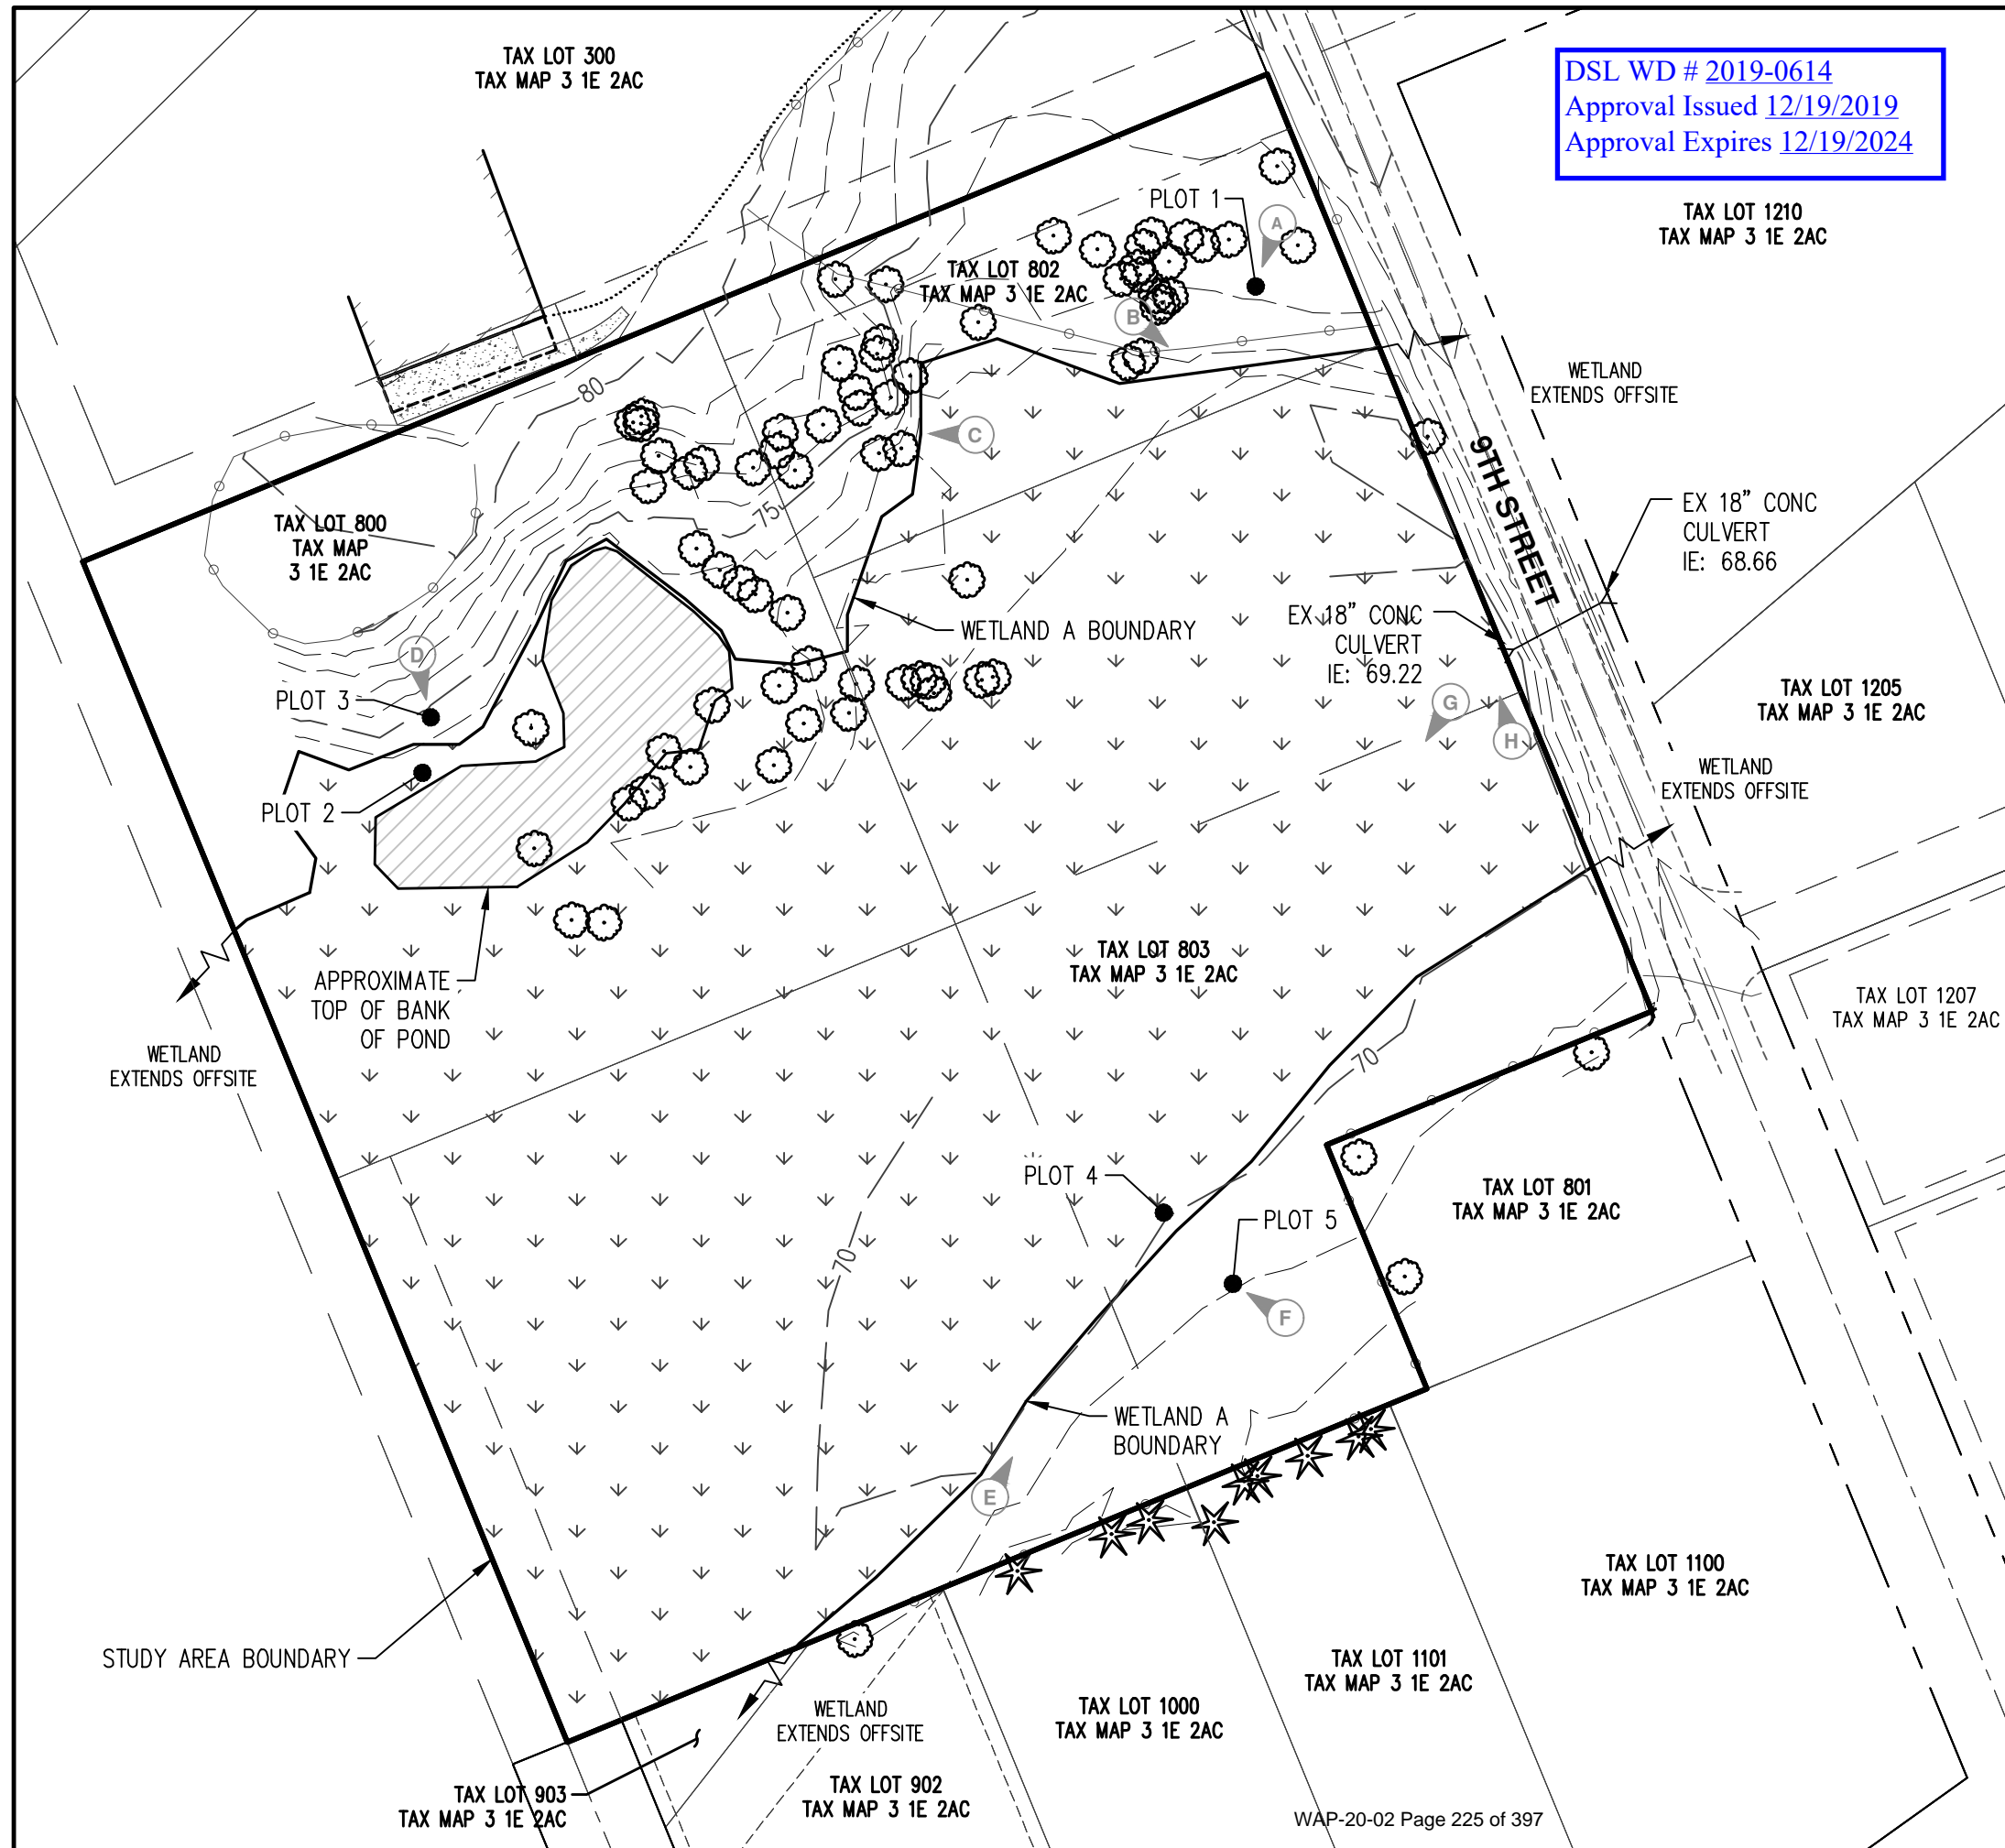 TAX LOT 300
TAX MAP 3 1E 2AC
DSL WD # 2019-0614
Approval Issued 12/19/2019
Approval Expires 12/19/2024
PLOT 1
A
TAX LOT 1210
TAX MAP 3 1E 2AC
TAX LOT 802
TAX MAP 3 1E 2AC
B
80
WETLAND
EXTENDS OFFSITE
C
9TH STREET
75
EX 18" CONC
CULVERT
IE: 68.66
TAX LOT 800
TAX MAP
3 1E 2AC
WETLAND A BOUNDARY
EX 18" CONC
CULVERT
IE: 69.22
D
PLOT 3
G
H
TAX LOT 1205
TAX MAP 3 1E 2AC
WETLAND
EXTENDS OFFSITE
PLOT 2
APPROXIMATE
TOP OF BANK
OF POND
TAX LOT 803
TAX MAP 3 1E 2AC
TAX LOT 1207
TAX MAP 3 1E 2AC
WETLAND
EXTENDS OFFSITE
70
PLOT 4
TAX LOT 801
TAX MAP 3 1E 2AC
PLOT 5
70
F
WETLAND A
BOUNDARY
E
TAX LOT 1100
TAX MAP 3 1E 2AC
STUDY AREA BOUNDARY
TAX LOT 1101
TAX MAP 3 1E 2AC
WETLAND
EXTENDS OFFSITE
TAX LOT 1000
TAX MAP 3 1E 2AC
TAX LOT 903
TAX MAP 3 1E 2AC
TAX LOT 902
TAX MAP 3 1E 2AC
WAP-20-02 Page 225 of 397